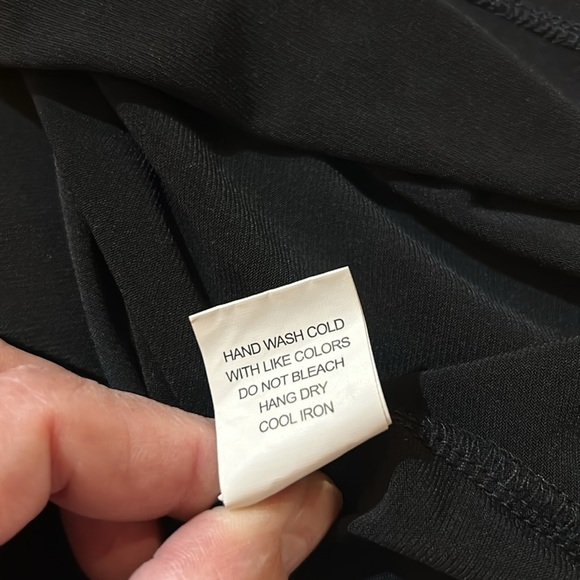 HAND WASH COLD
WITH LIKE COLORS
DO NOT BLEACH
HANG DRY
COOL IRON